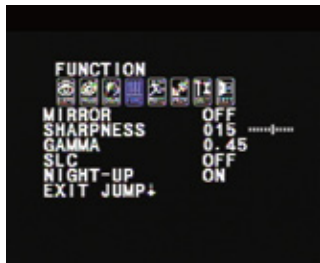 FUNCTION
MIRROR OFF
SHARPNESS 015
GAMMA 0.45
SLC OFF
NIGHT-UP ON
EXIT JUMP↓